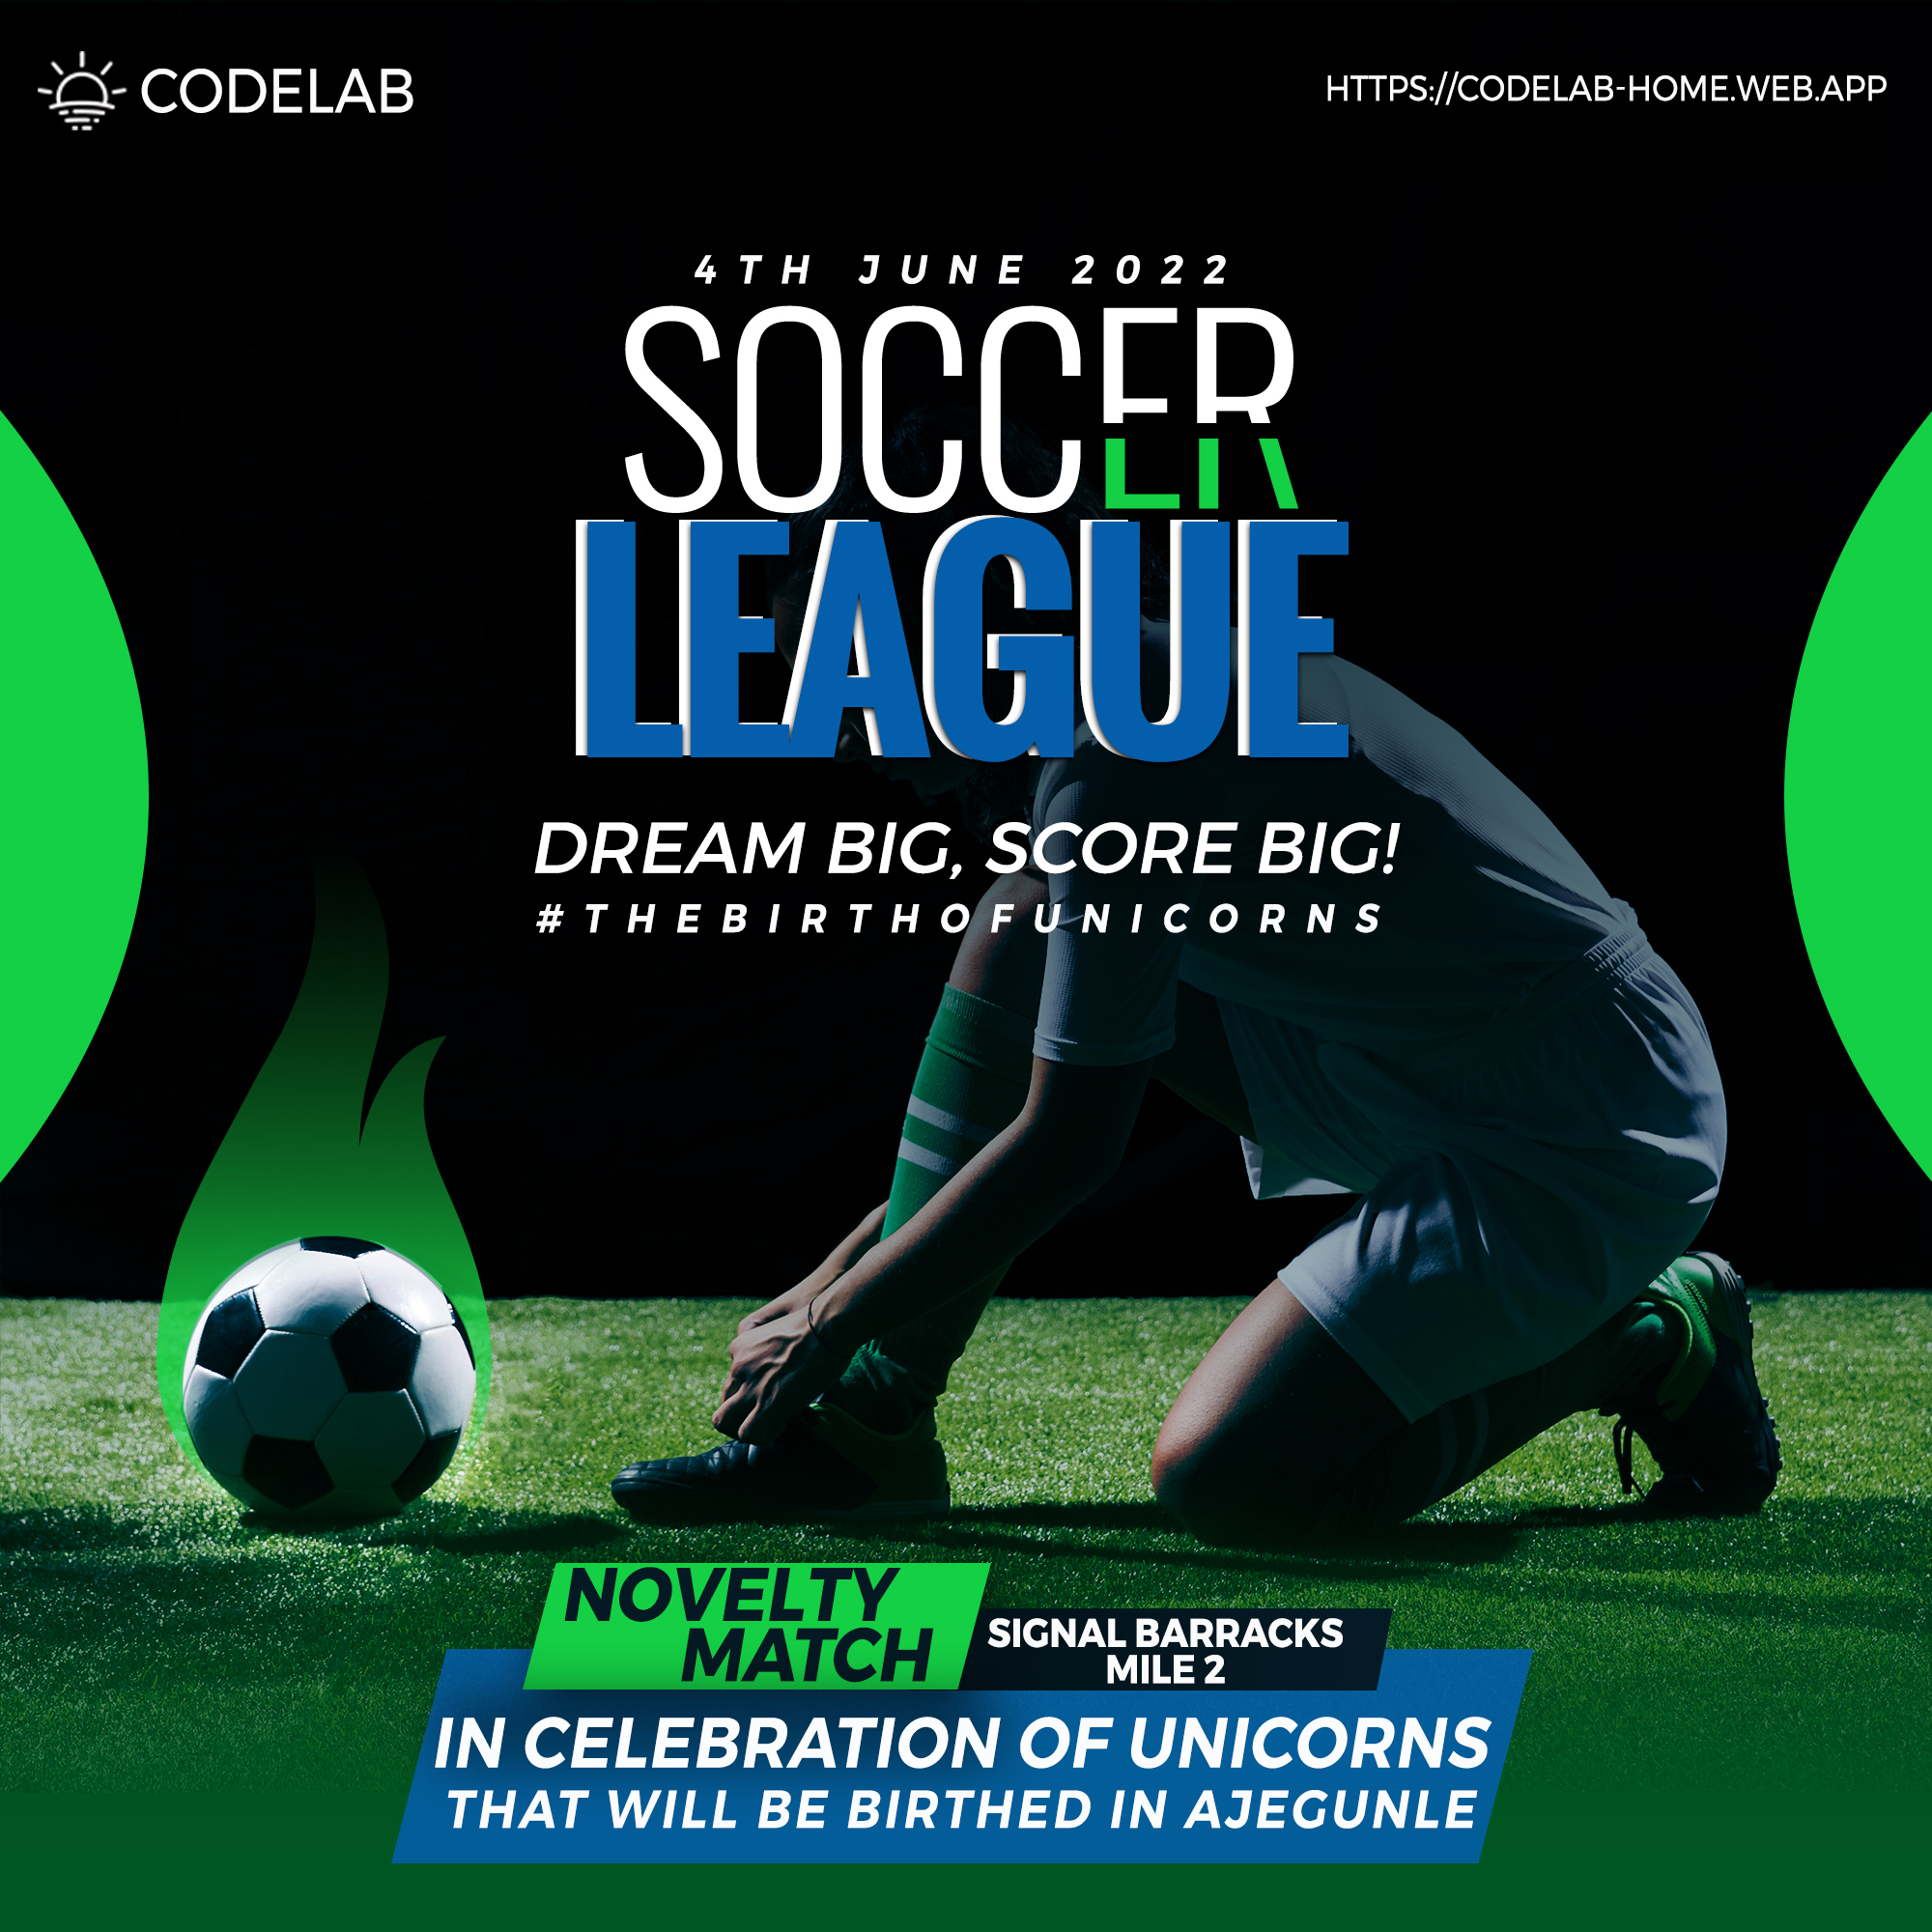 CODELAB
HTTPS://CODELAB-HOME.WEB.APP
4TH JUNE 2022
SOCCER
LEAGUE
DREAM BIG, SCORE BIG!
#THEBIRTHOFUNICORNS
NOVELTY
MATCH
SIGNAL BARRACKS
MILE 2
IN CELEBRATION OF UNICORNS
THAT WILL BE BIRTHED IN AJEGUNLE